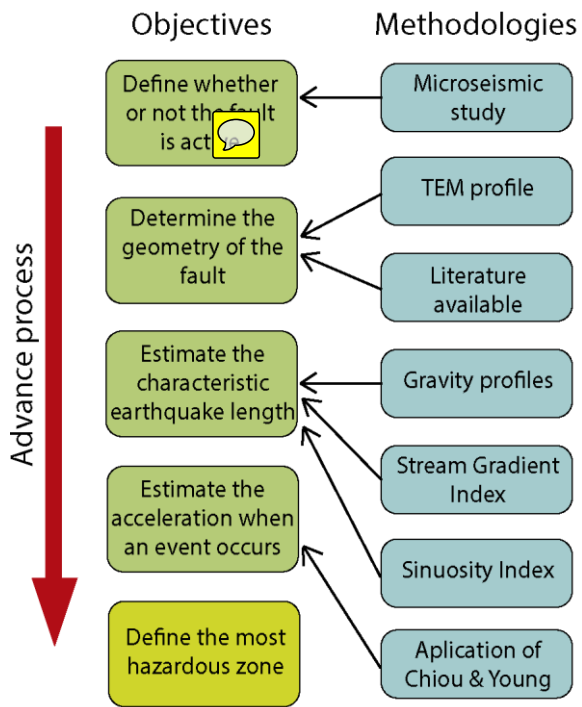 Objectives
Methodologies
Advance process
Define whether
or not the fault
is active
Determine the
geometry of the
fault
Estimate the
characteristic
earthquake length
Estimate the
acceleration when
an event occurs
Define the most
hazardous zone
Microseismic
study
TEM profile
Literature
available
Gravity profiles
Stream Gradient
Index
Sinuosity Index
Aplication of
Chiou & Young